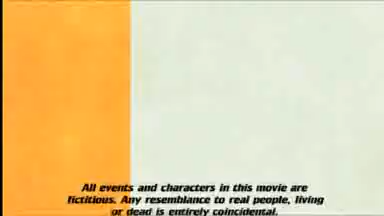 All events and characters in this movie are
fictitious. Any resemblance to real people, living
or dead is entirely coincidental.